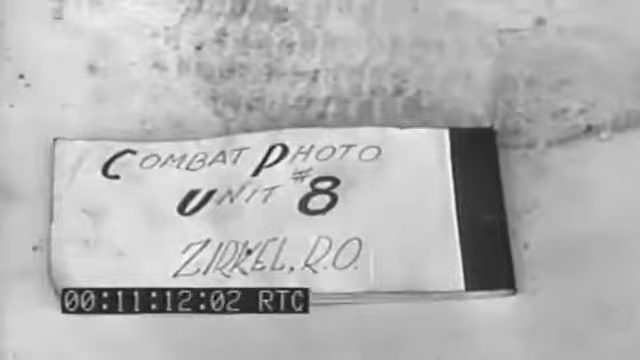 COMBAT PHOTO
UNIT #8
ZIRKEL, R.O.
00:11:12:02 RTC